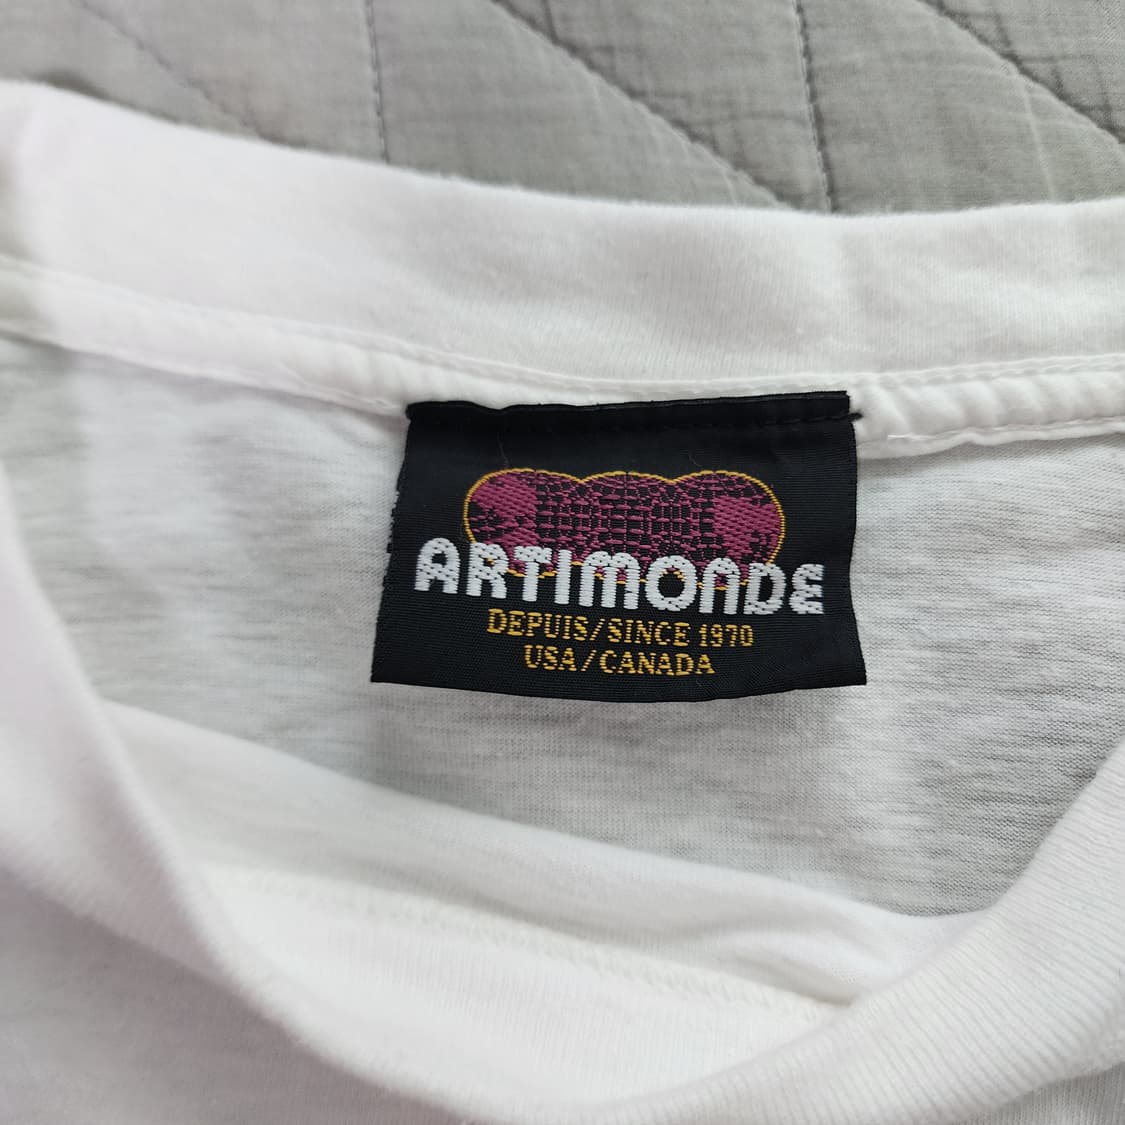 ARTIMONDE
DEPUIS/SINCE 1970
USA/CANADA